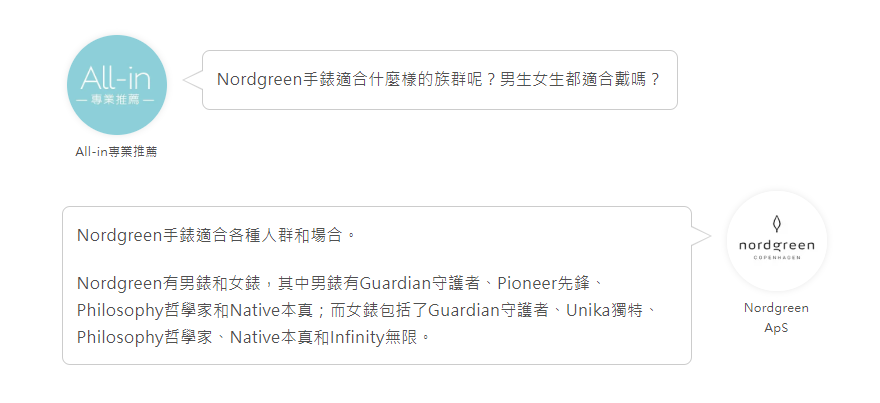 All-in
專業推薦
Nordgreen手錶適合什麼樣的族群呢？男生女生都適合戴嗎？
All-in專業推薦
Nordgreen手錶適合各種人群和場合。
Nordgreen有男錶和女錶，其中男錶有Guardian守護者、Pioneer先鋒、
Philosophy哲學家和Native本真；而女錶包括了Guardian守護者、Unika獨特、
Philosophy哲學家、Native本真和Infinity無限。
nordgreen
COPENHAGEN
Nordgreen
ApS